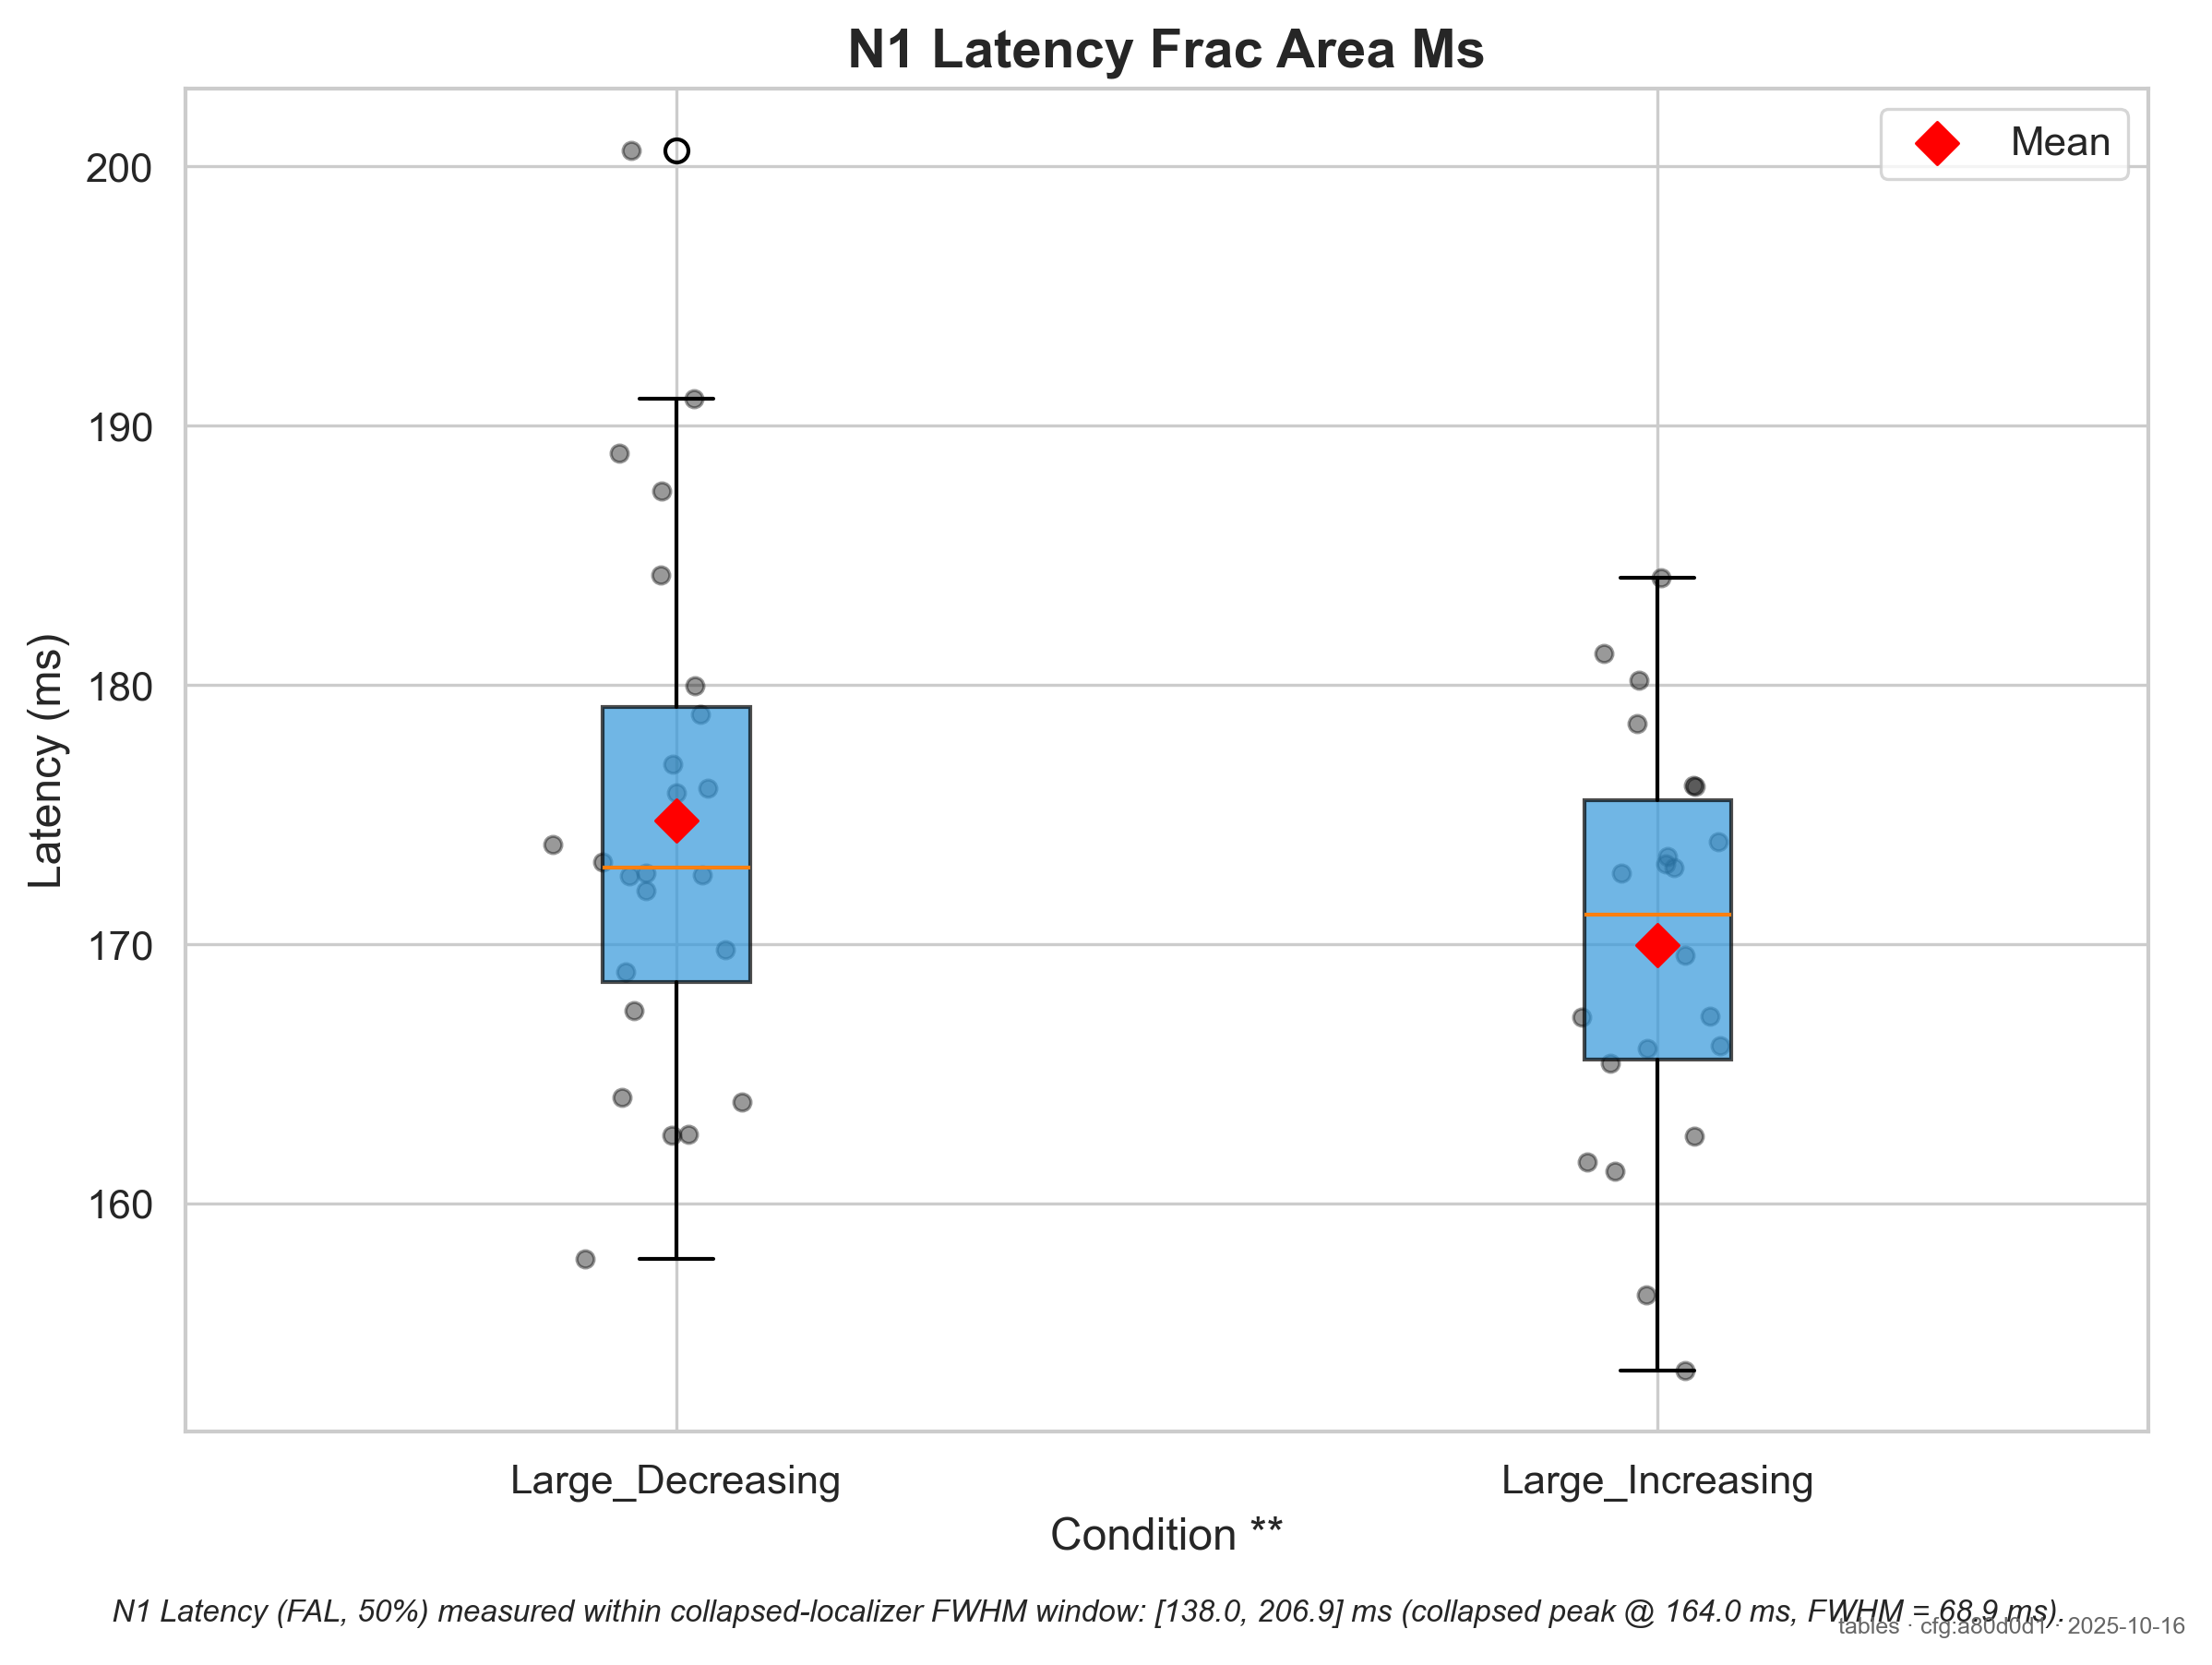 N1 Latency Frac Area Ms
Mean
200
190
180
170
160
Latency (ms)
Large_Decreasing
Large_Increasing
Condition **
N1 Latency (FAL, 50%) measured within collapsed-localizer FWHM window: [138.0, 206.9] ms (collapsed peak @ 164.0 ms, FWHM = 68.9 ms).
tables · cfg:a80d0d1 · 2025-10-16